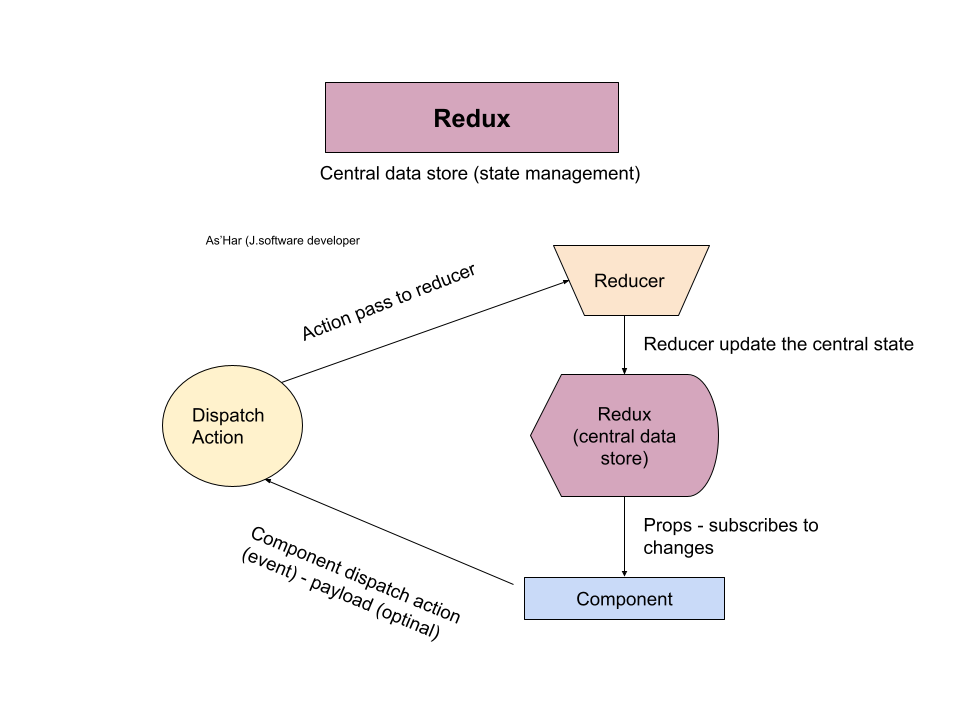 Redux
Central data store (state management)
As'Har (J.software developer
Action pass to reducer
Reducer
Reducer update the central state
Dispatch
Action
Redux
(central data
store)
Props - subscribes to
changes
Component dispatch action
(event) - payload (optinal)
Component